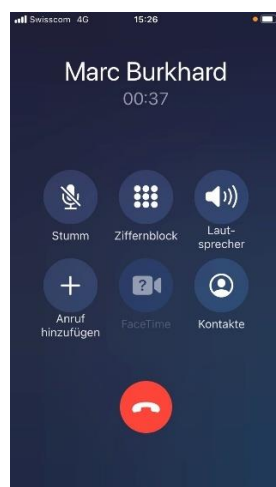 Swisscom 4G 15:26
Marc Burkhard
00:37
Stumm Ziffernblock Laut-
sprecher
Anruf
hinzufügen FaceTime Kontakte